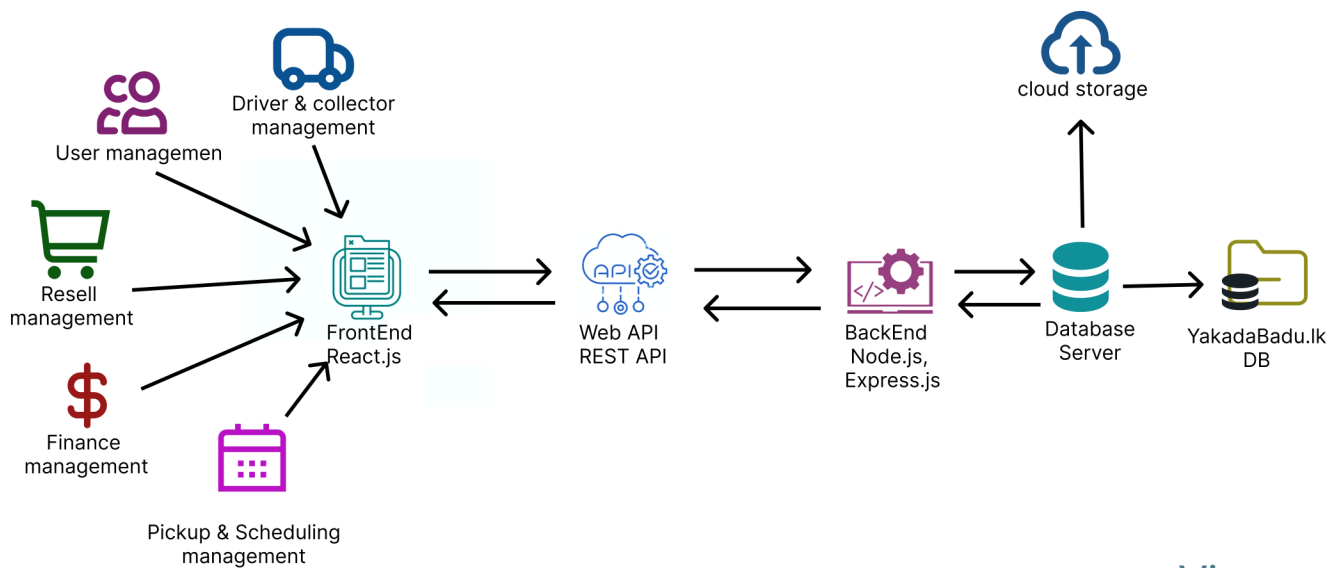 Driver & collector
management
User managemen
Resell
management
Finance
management
Pickup & Scheduling
management
FrontEnd
React.js
API
Web API
REST API
</>
BackEnd
Node.js,
Express.js
cloud storage
Database
Server
YakadaBadu.lk
DB